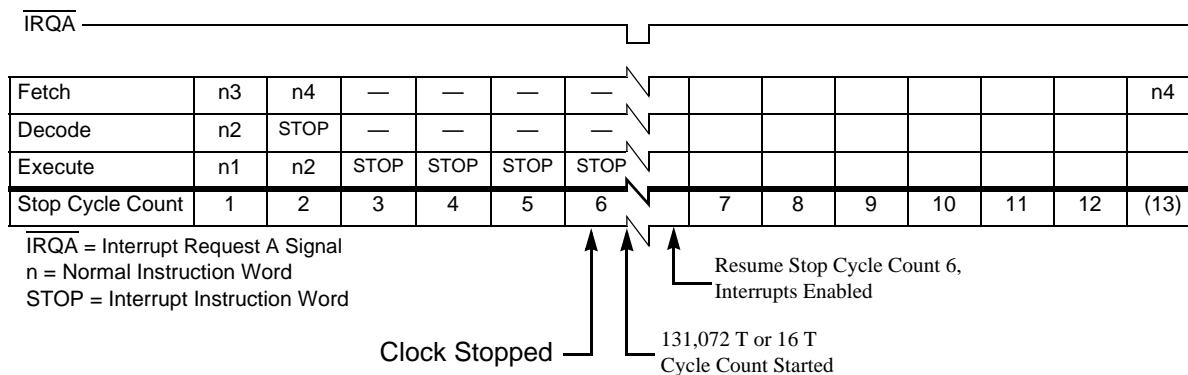 IRQA
Fetch n3 n4 — — — — n4
Decode n2 STOP — — — —
Execute n1 n2 STOP STOP STOP STOP
Stop Cycle Count 1 2 3 4 5 6 7 8 9 10 11 12 (13)
IRQA = Interrupt Request A Signal
n = Normal Instruction Word
STOP = Interrupt Instruction Word
Resume Stop Cycle Count 6,
Interrupts Enabled
Clock Stopped
131,072 T or 16 T
Cycle Count Started